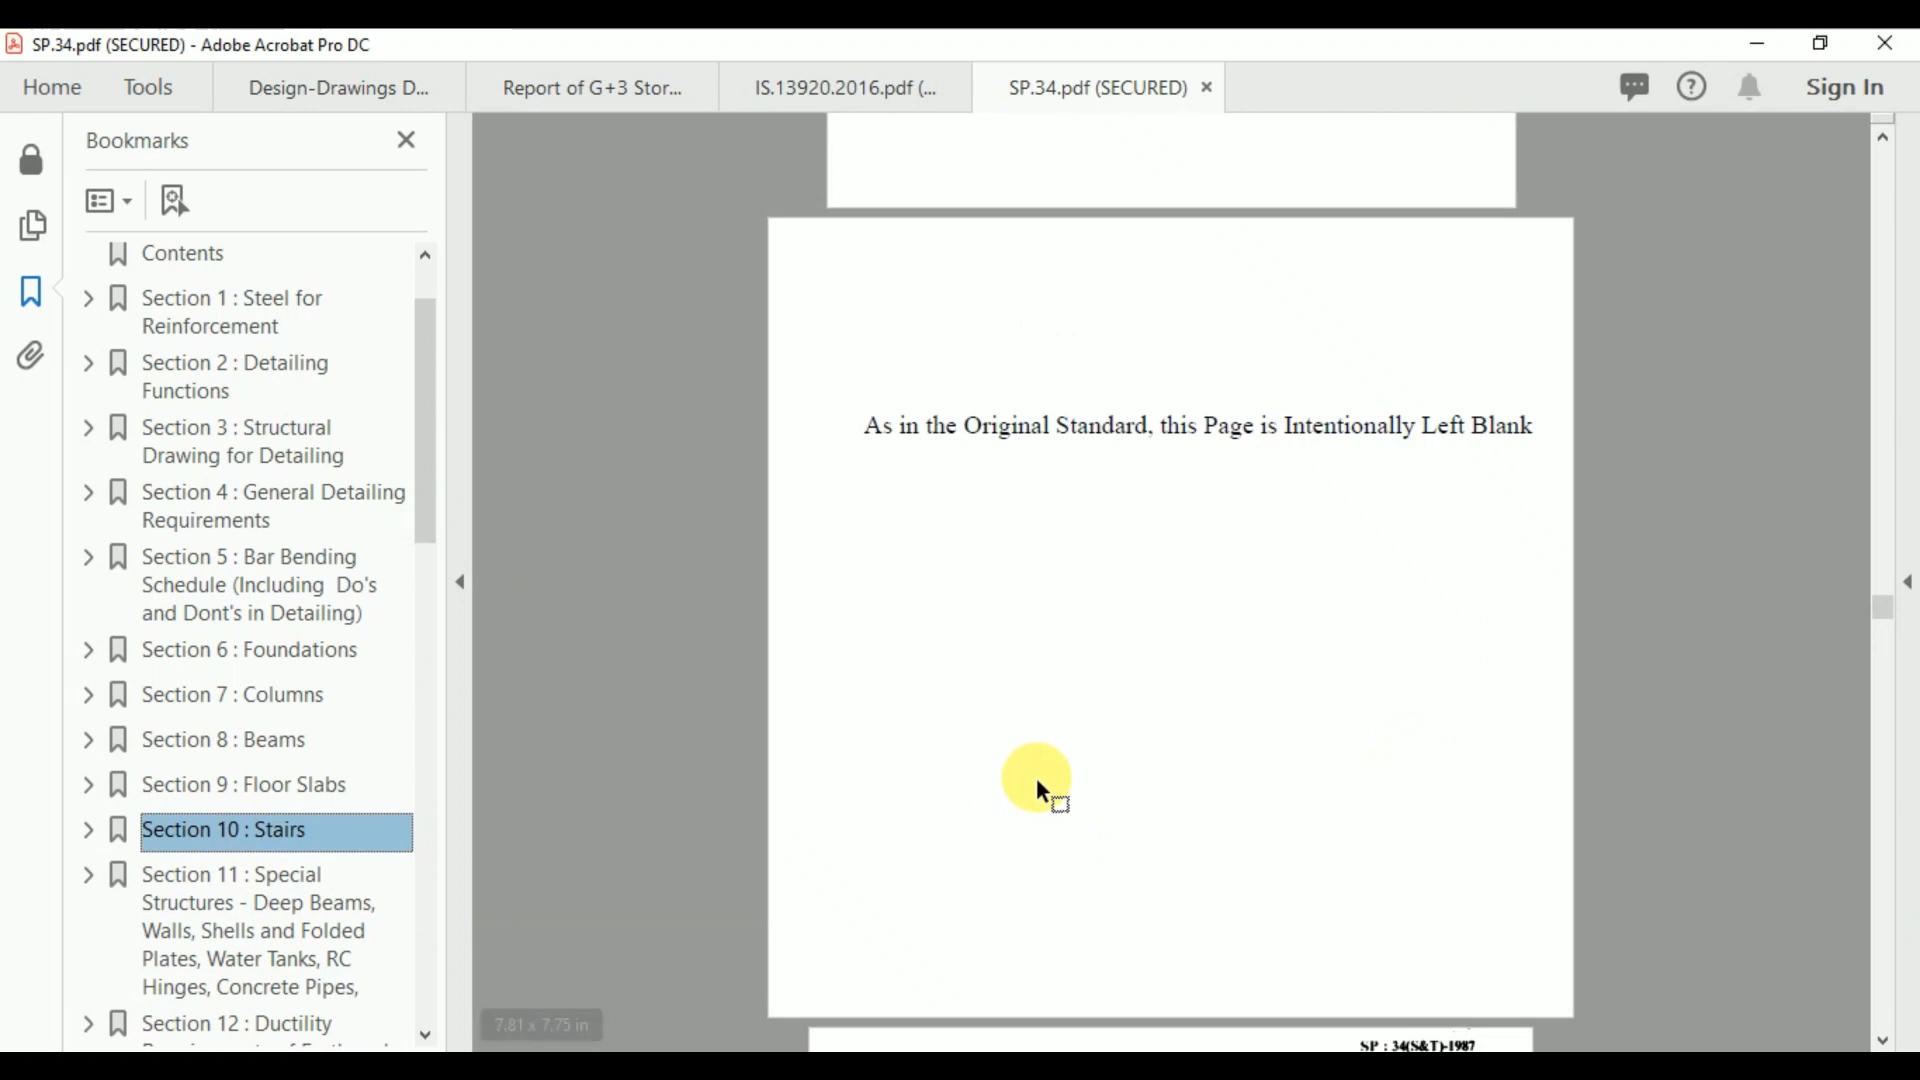 SP.34.pdf (SECURED) - Adobe Acrobat Pro DC
Home Tools Design-Drawings D... Report of G+3 Stor... IS.13920.2016.pdf (... SP.34.pdf (SECURED) Sign In
Bookmarks
Contents
Section 1 : Steel for
Reinforcement
Section 2 : Detailing
Functions
Section 3 : Structural
Drawing for Detailing
Section 4 : General Detailing
Requirements
Section 5 : Bar Bending
Schedule (Including Do's
and Dont's in Detailing)
Section 6 : Foundations
Section 7 : Columns
Section 8 : Beams
Section 9 : Floor Slabs
Section 10 : Stairs
Section 11 : Special
Structures - Deep Beams,
Walls, Shells and Folded
Plates, Water Tanks, RC
Hinges, Concrete Pipes,
Section 12 : Ductility
As in the Original Standard, this Page is Intentionally Left Blank
7.81 x 7.75 in
SP : 34(S&T)-1987